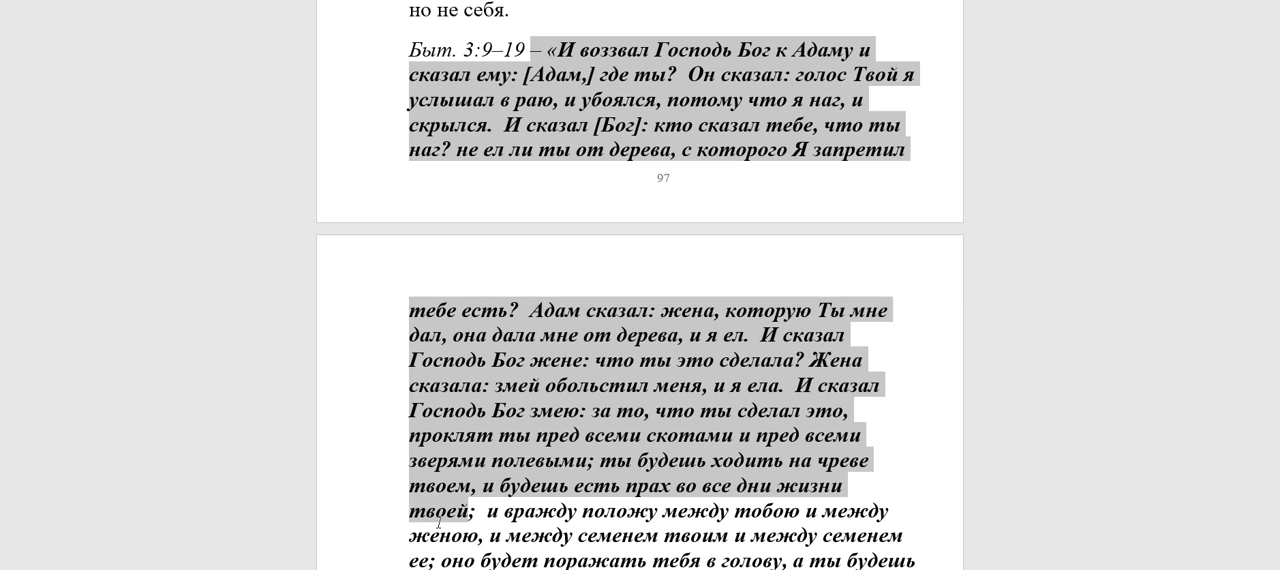 но не себя.
Быт. 3:9–19 – «И воззвал Господь Бог к Адаму и
сказал ему: [Адам,] где ты?  Он сказал: голос Твой я
услышал в раю, и убоялся, потому что я наг, и
скрылся.  И сказал [Бог]: кто сказал тебе, что ты
наг? не ел ли ты от дерева, с которого Я запретил
97
тебе есть?  Адам сказал: жена, которую Ты мне
дал, она дала мне от дерева, и я ел.  И сказал
Господь Бог жене: что ты это сделала? Жена
сказала: змей обольстил меня, и я ела.  И сказал
Господь Бог змею: за то, что ты сделал это,
проклят ты пред всеми скотами и пред всеми
зверями полевыми; ты будешь ходить на чреве
твоем, и будешь есть прах во все дни жизни
твоей;  и вражду положу между тобою и между
женою, и между семенем твоим и между семенем
ее; оно будет поражать тебя в голову, а ты будешь